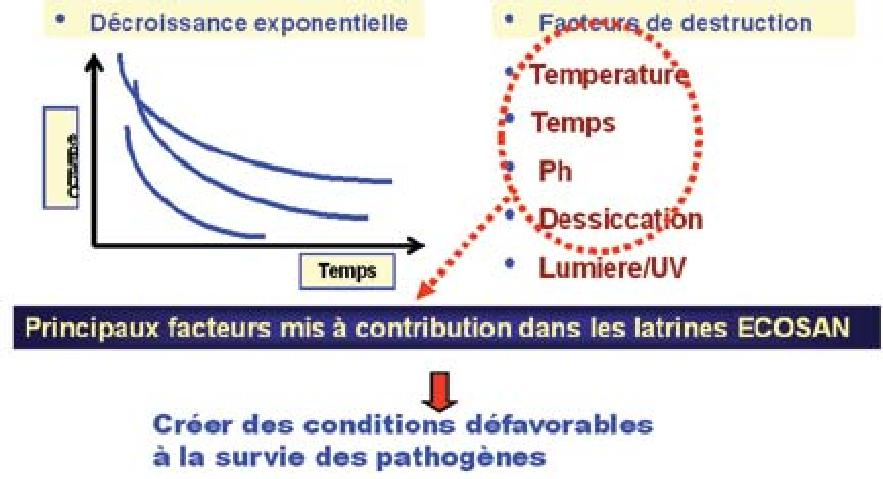 • Décroissance exponentielle
Temps
• Facteurs de destruction
• Temperature
• Temps
• Ph
• Dessiccation
• Lumiere/UV
Principaux facteurs mis à contribution dans les latrines ECOSAN
Créer des conditions défavorables
à la survie des pathogènes